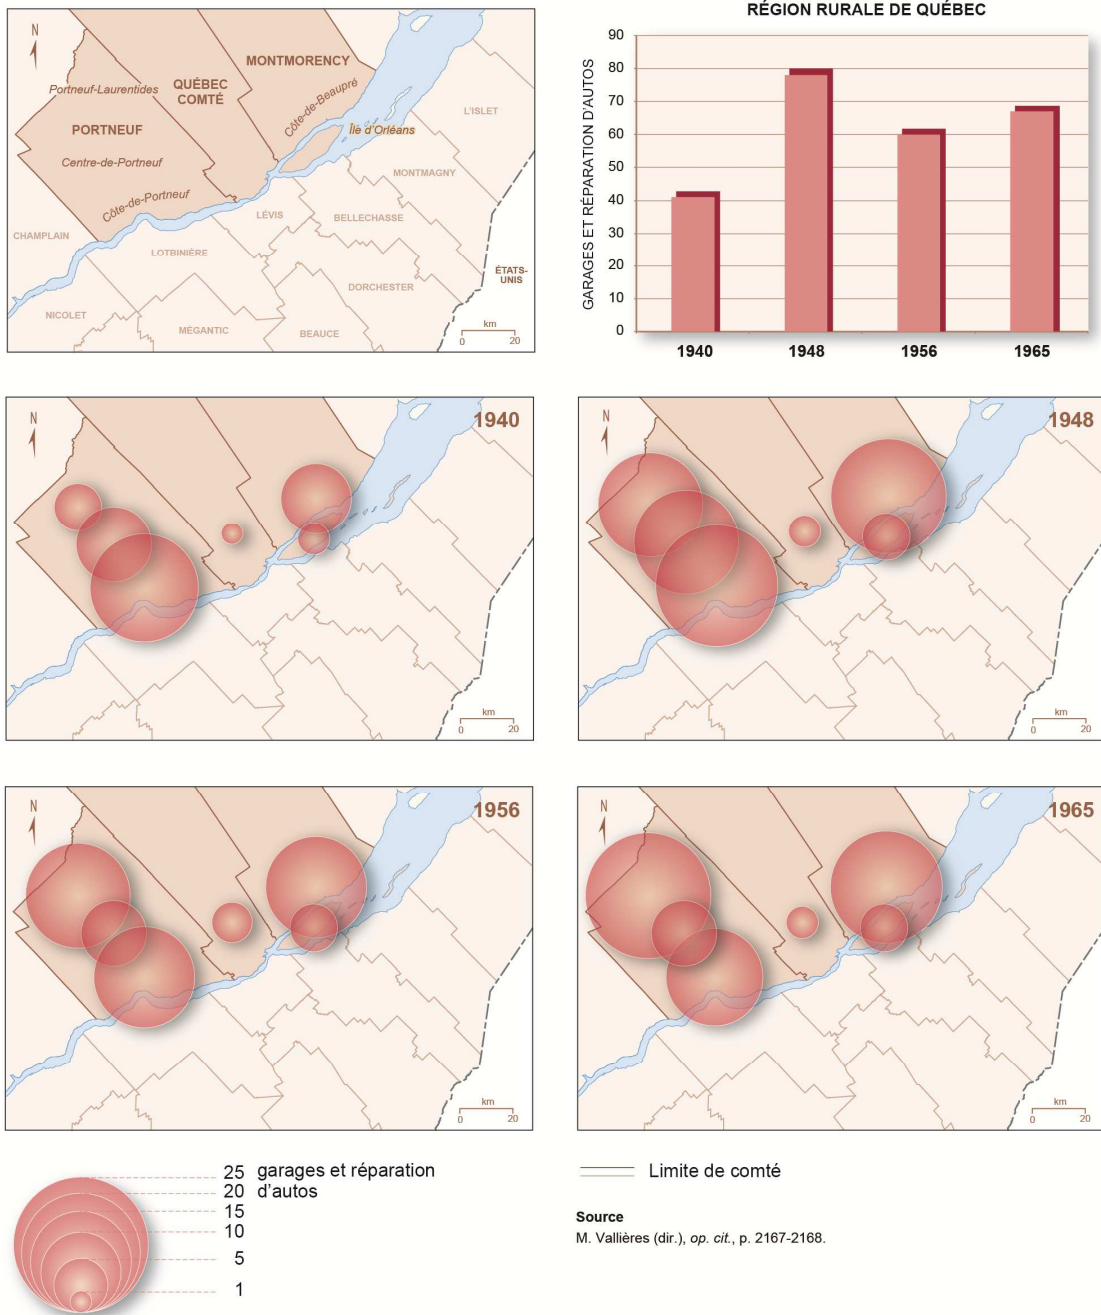 N
MONTMORENCY
QUÉBEC
COMTÉ
Portneuf-Laurentides
Côte-de-Beaupré
L'ISLET
PORTNEUF
Île d'Orléans
Centre-de-Portneuf
MONTMAGNY
Côte-de-Portneuf
LÉVIS
BELLECHASSE
CHAMPLAIN
LOTBINIÈRE
ÉTATS-
UNIS
DORCHESTER
NICOLET
MÉGANTIC
BEAUCE
km
0 20
RÉGION RURALE DE QUÉBEC
GARAGES ET RÉPARATION D'AUTOS
90
80
70
60
50
40
30
20
10
0
1940 1948 1956 1965
N
1940
km
0 20
N
1948
km
0 20
N
1956
km
0 20
N
1965
km
0 20
25 garages et réparation
20 d'autos
15
10
5
1
Limite de comté
Source
M. Vallières (dir.), op. cit., p. 2167-2168.